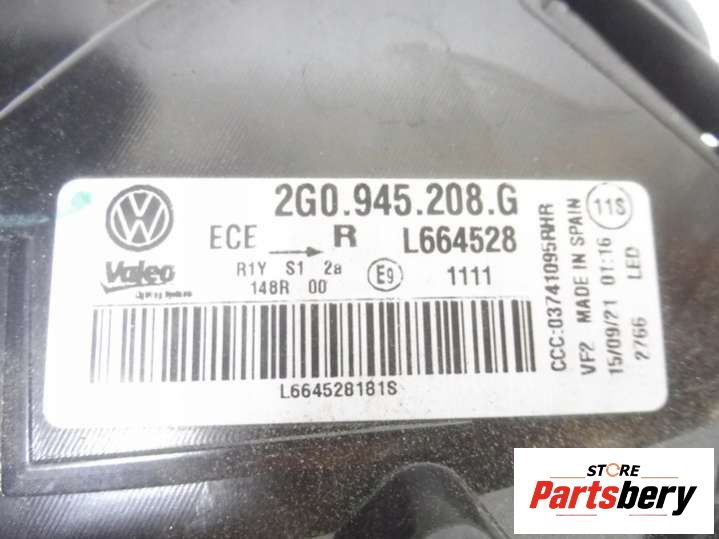 2G0.945.208.G
ECE R L664528
Valeo
R1Y S1 2a E9 1111
148R 00
L664528181S
CCC:03741095RHR
VF2 MADE IN SPAIN
15/09/21 01:16
2766 LED
11S
STORE
Partsbery